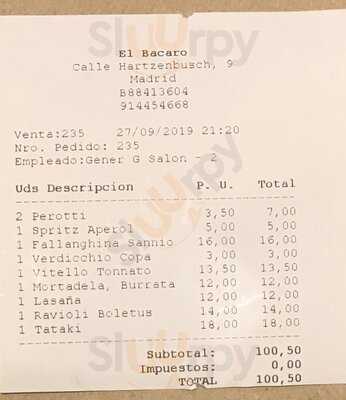 El Bacaro
Calle Hartzenbusch, 9
Madrid
B88413604
914454668
Venta:235 27/09/2019 21:20
Nro. Pedido: 235
Empleado:Gener G Salon - 2
Uds Descripcion P. U. Total
2 Perotti 3,50 7,00
1 Spritz Aperol 5,00 5,00
1 Fallanghina Sannio 16,00 16,00
1 Verdicchio Copa 3,00 3,00
1 Vitello Tonnato 13,50 13,50
1 Mortadela, Burrata 12,00 12,00
1 Lasaña 12,00 12,00
1 Ravioli Boletus 14,00 14,00
1 Tataki 18,00 18,00
Subtotal: 100,50
Impuestos: 0,00
TOTAL 100,50
Slurrpy
Slurrpy
Slurrpy